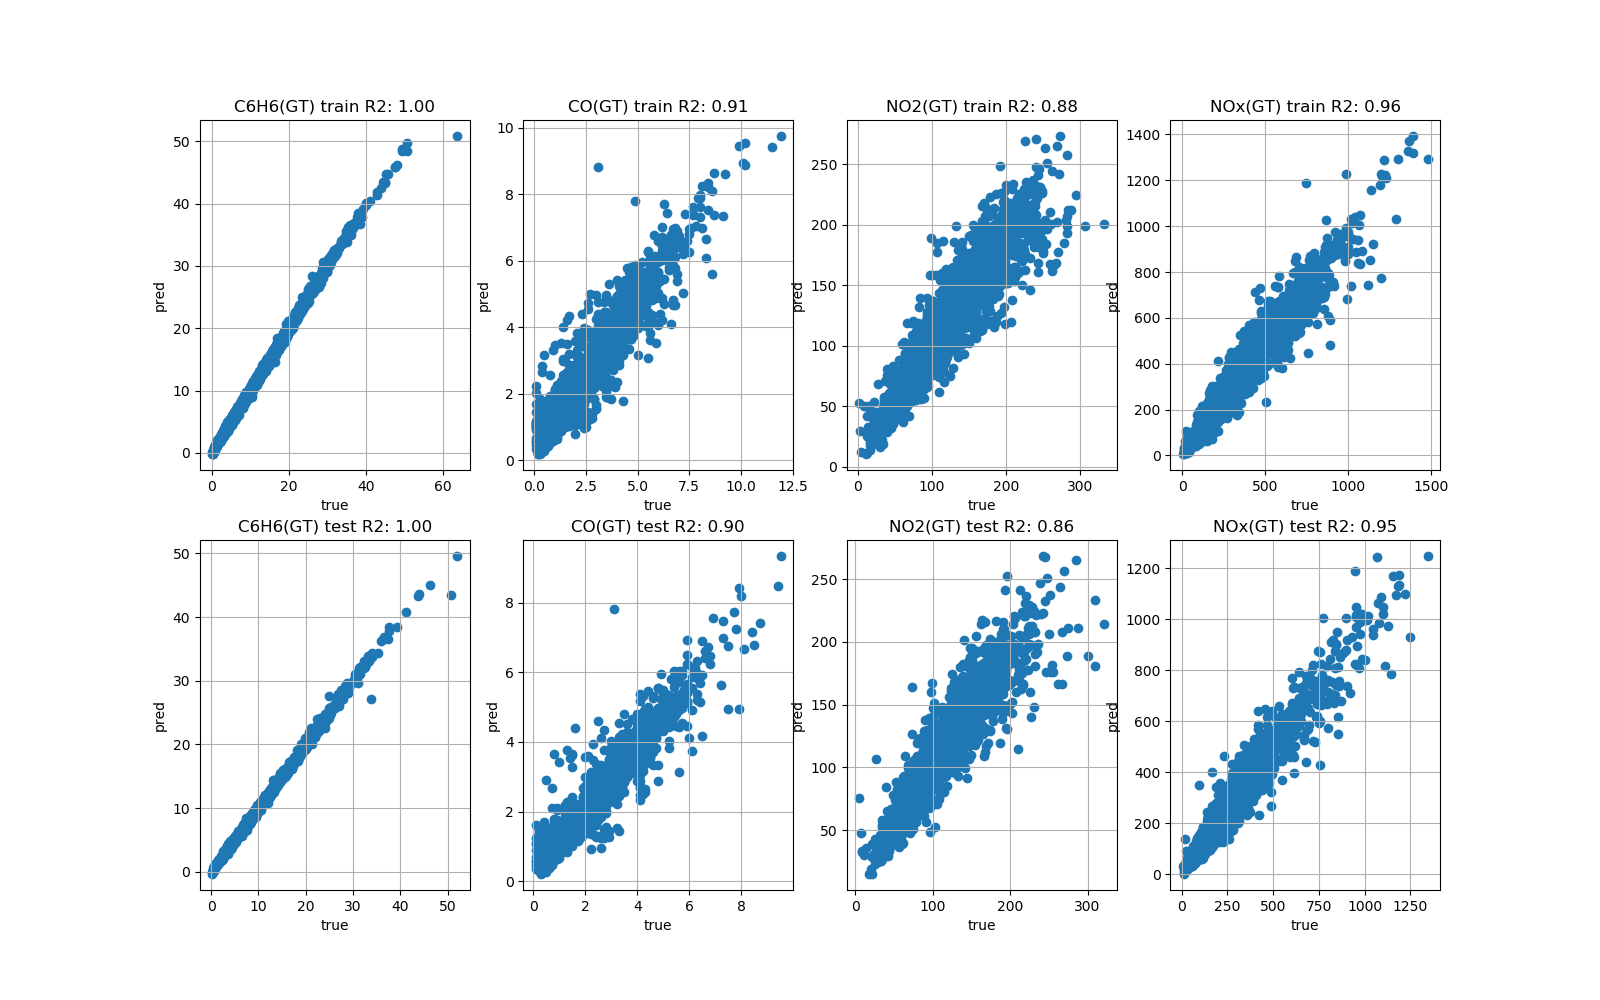 C6H6(GT) train R2: 1.00
CO(GT) train R2: 0.91
NO2(GT) train R2: 0.88
NOx(GT) train R2: 0.96
pred
50
40
30
20
10
0
0 20 40 60
true
pred
10
8
6
4
2
0
0.0 2.5 5.0 7.5 10.0 12.5
true
pred
250
200
150
100
50
0
0 100 200 300
true
pred
1400
1200
1000
800
600
400
200
0
0 500 1000 1500
true
C6H6(GT) test R2: 1.00
CO(GT) test R2: 0.90
NO2(GT) test R2: 0.86
NOx(GT) test R2: 0.95
pred
50
40
30
20
10
0
0 10 20 30 40 50
true
pred
8
6
4
2
0
0 2 4 6 8
true
pred
250
200
150
100
50
0 100 200 300
true
pred
1200
1000
800
600
400
200
0
0 250 500 750 1000 1250
true